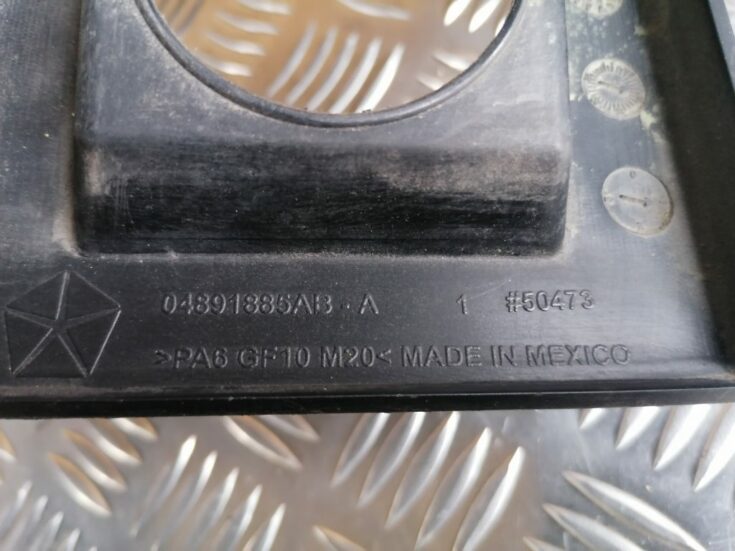 04891885AB - A 1 #50473
>PA6 GF10 M20< MADE IN MEXICO